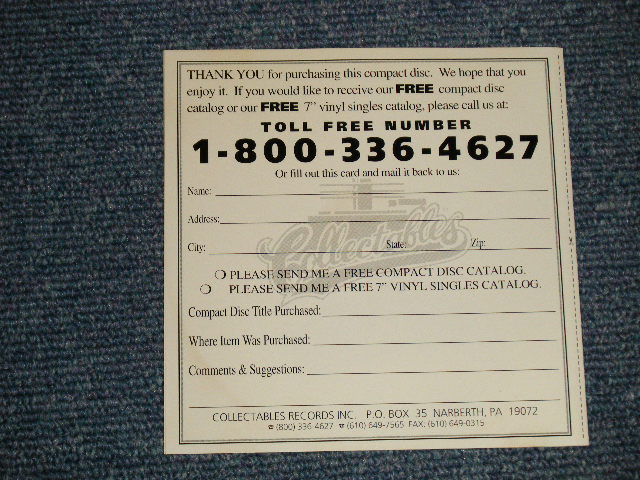 THANK YOU for purchasing this compact disc. We hope that you
enjoy it. If you would like to receive our FREE compact disc
catalog or our FREE 7" vinyl singles catalog, please call us at:
TOLL FREE NUMBER
1-800-336-4627
Or fill out this card and mail it back to us:
Name:
Address:
Collectables
City: State: Zip:
❍ PLEASE SEND ME A FREE COMPACT DISC CATALOG.
❍ PLEASE SEND ME A FREE 7" VINYL SINGLES CATALOG.
Compact Disc Title Purchased:
Where Item Was Purchased:
Comments & Suggestions:
COLLECTABLES RECORDS INC. P.O. BOX 35 NARBERTH, PA 19072
☎ (800) 336-4627 ☎ (610) 649-7565 FAX: (610) 649-0315